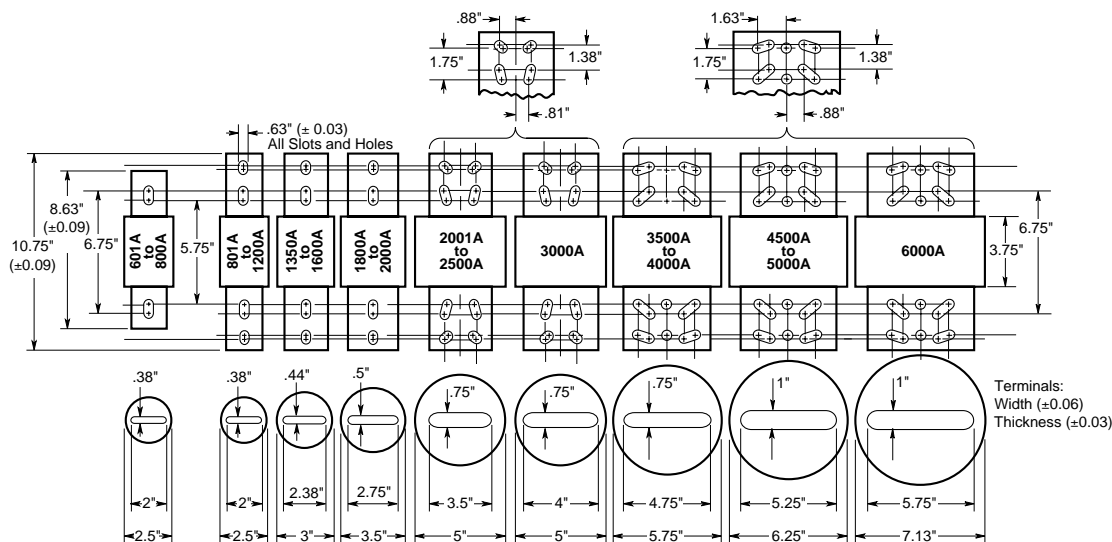 .88"
1.75"
1.38"
.81"
1.63"
1.75"
1.38"
.88"
.63" (± 0.03)
All Slots and Holes
10.75"
(±0.09)
8.63"
(±0.09)
6.75"
5.75"
601A
to
800A
801A
to
1200A
1350A
to
1600A
1800A
to
2000A
2001A
to
2500A
3000A
3500A
to
4000A
4500A
to
5000A
6000A
3.75"
6.75"
.38"
.38"
.44"
.5"
.75"
.75"
.75"
1"
1"
Terminals:
Width (±0.06)
Thickness (±0.03)
2"
2"
2.38"
2.75"
3.5"
4"
4.75"
5.25"
5.75"
2.5"
2.5"
3"
3.5"
5"
5"
5.75"
6.25"
7.13"